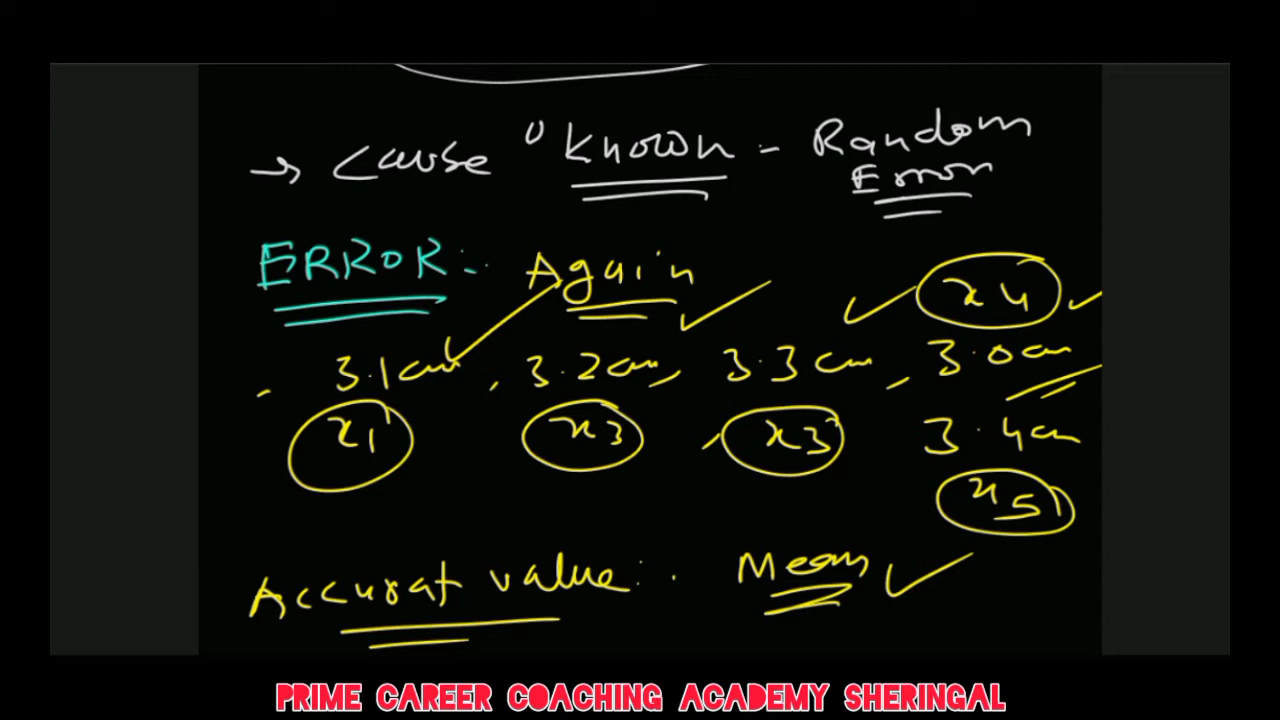 → Cause "Known - Random
Error
ERROR:- Again
x4
, 3.1cm , 3.2cm, 3.3cm , 3.0cm
x1 x3 x3 3.4cm
x5
Accurat value:. Mean
PRIME CAREER COACHING ACADEMY SHERINGAL